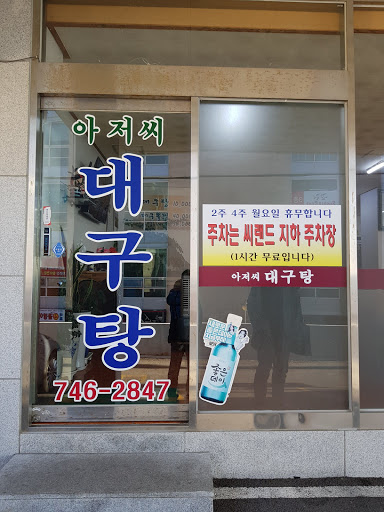 아저씨
대구탕
746-2847
2주 4주 월요일 휴무합니다
주차는 씨랜드 지하 주차장
(1시간 무료입니다)
아저씨 대구탕
좋은
데이